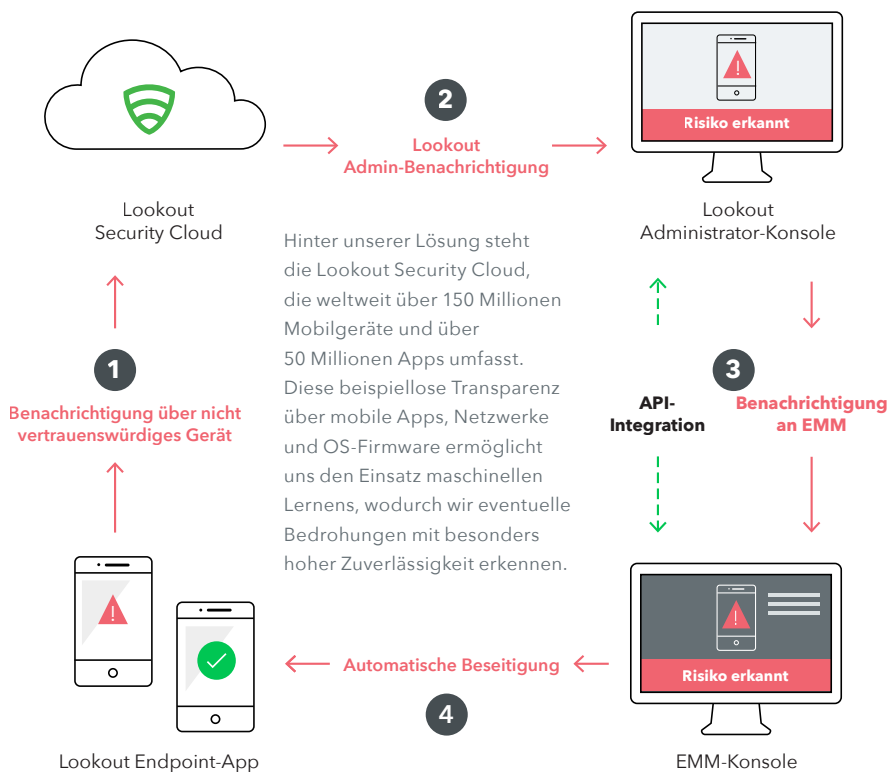 2
Lookout
Admin-Benachrichtigung
!
Risiko erkannt
Lookout
Security Cloud
Lookout
Administrator-Konsole
Hinter unserer Lösung steht
die Lookout Security Cloud,
die weltweit über 150 Millionen
Mobilgeräte und über
50 Millionen Apps umfasst.
Diese beispiellose Transparenz
über mobile Apps, Netzwerke
und OS-Firmware ermöglicht
uns den Einsatz maschinellen
Lernens, wodurch wir eventuelle
Bedrohungen mit besonders
hoher Zuverlässigkeit erkennen.
1
Benachrichtigung über nicht
vertrauenswürdiges Gerät
3
API-
Integration
Benachrichtigung
an EMM
!
!
Risiko erkannt
Automatische Beseitigung
4
Lookout Endpoint-App
EMM-Konsole